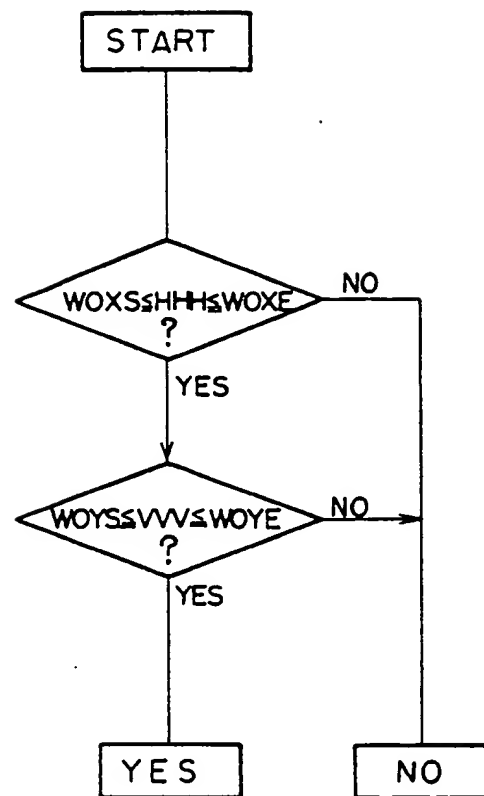 START
WOXS≦HHH≦WOXE
?
NO
YES
WOYS≦VVV≦WOYE
?
NO
YES
YES
NO